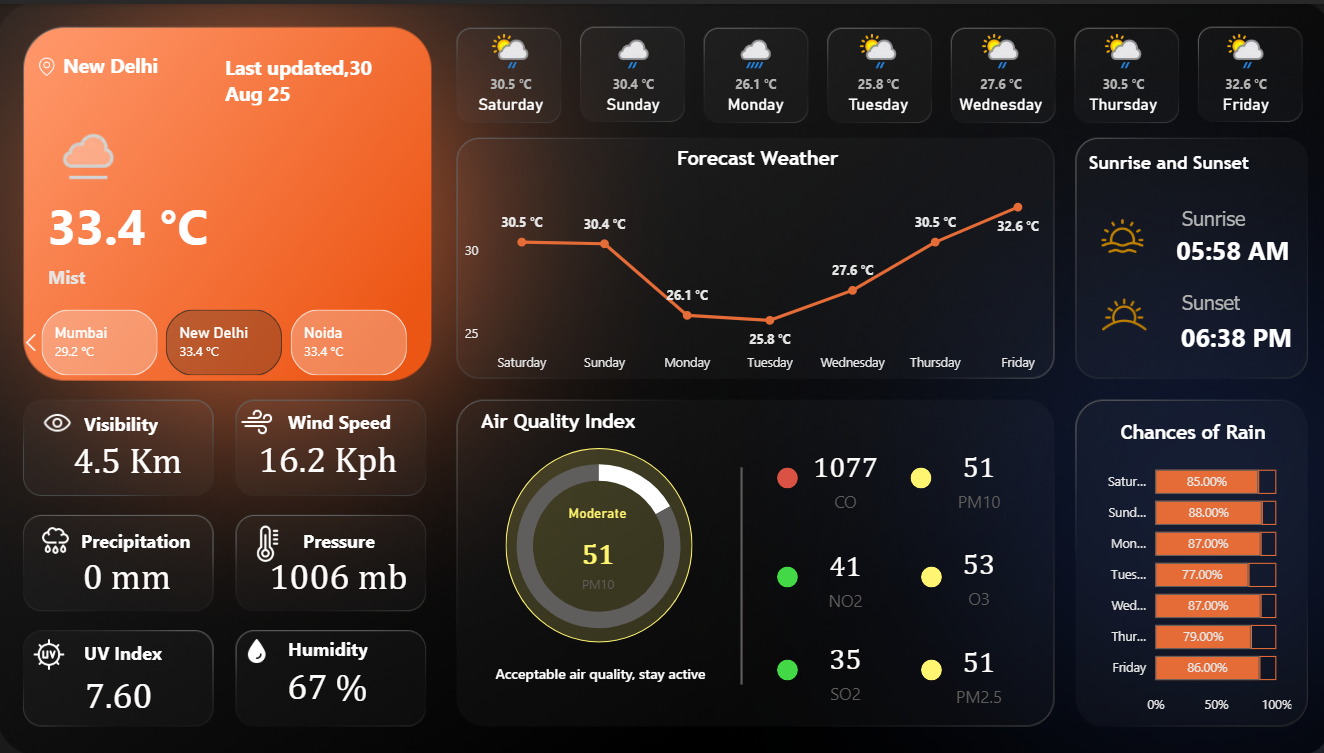 New Delhi
Last updated,30
Aug 25
33.4 °C
Mist
Mumbai
29.2 °C
New Delhi
33.4 °C
Noida
33.4 °C
30.5 °C
Saturday
30.4 °C
Sunday
26.1 °C
Monday
25.8 °C
Tuesday
27.6 °C
Wednesday
30.5 °C
Thursday
32.6 °C
Friday
Forecast Weather
30
25
30.5 °C
30.4 °C
26.1 °C
25.8 °C
27.6 °C
30.5 °C
32.6 °C
Saturday
Sunday
Monday
Tuesday
Wednesday
Thursday
Friday
Sunrise and Sunset
Sunrise
05:58 AM
Sunset
06:38 PM
Visibility
4.5 Km
Wind Speed
16.2 Kph
Precipitation
0 mm
Pressure
1006 mb
UV
UV Index
7.60
Humidity
67 %
Air Quality Index
Moderate
51
PM10
Acceptable air quality, stay active
1077
CO
51
PM10
41
NO2
53
O3
35
SO2
51
PM2.5
Chances of Rain
Satur... 85.00%
Sund... 88.00%
Mon... 87.00%
Tues... 77.00%
Wed... 87.00%
Thur... 79.00%
Friday 86.00%
0% 50% 100%